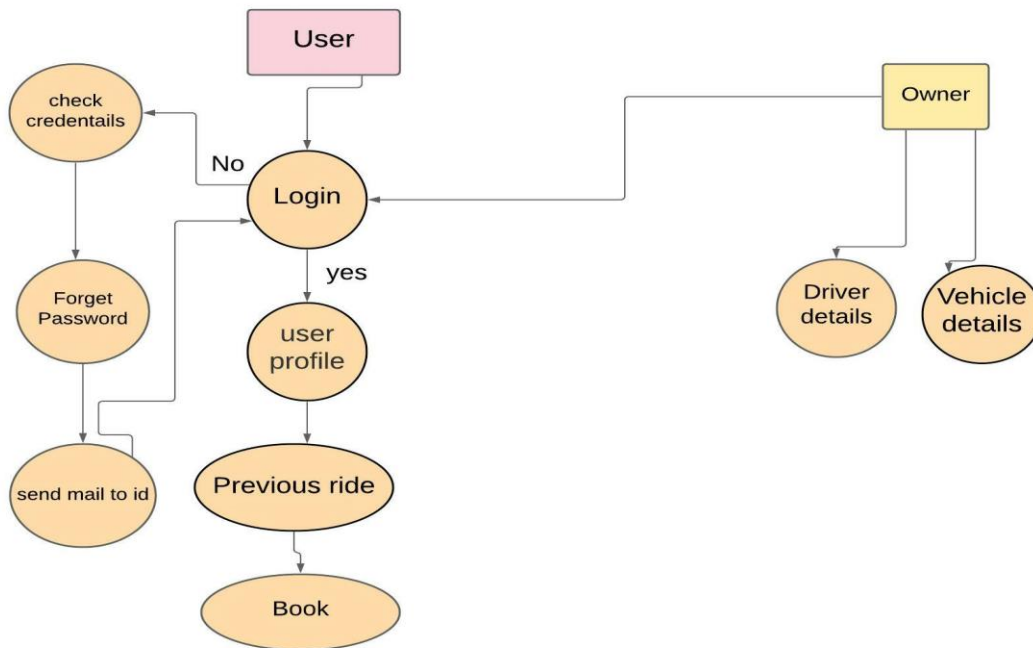 User
Owner
check
credentails
No
Login
yes
Forget
Password
user
profile
Driver
details
Vehicle
details
send mail to id
Previous ride
Book